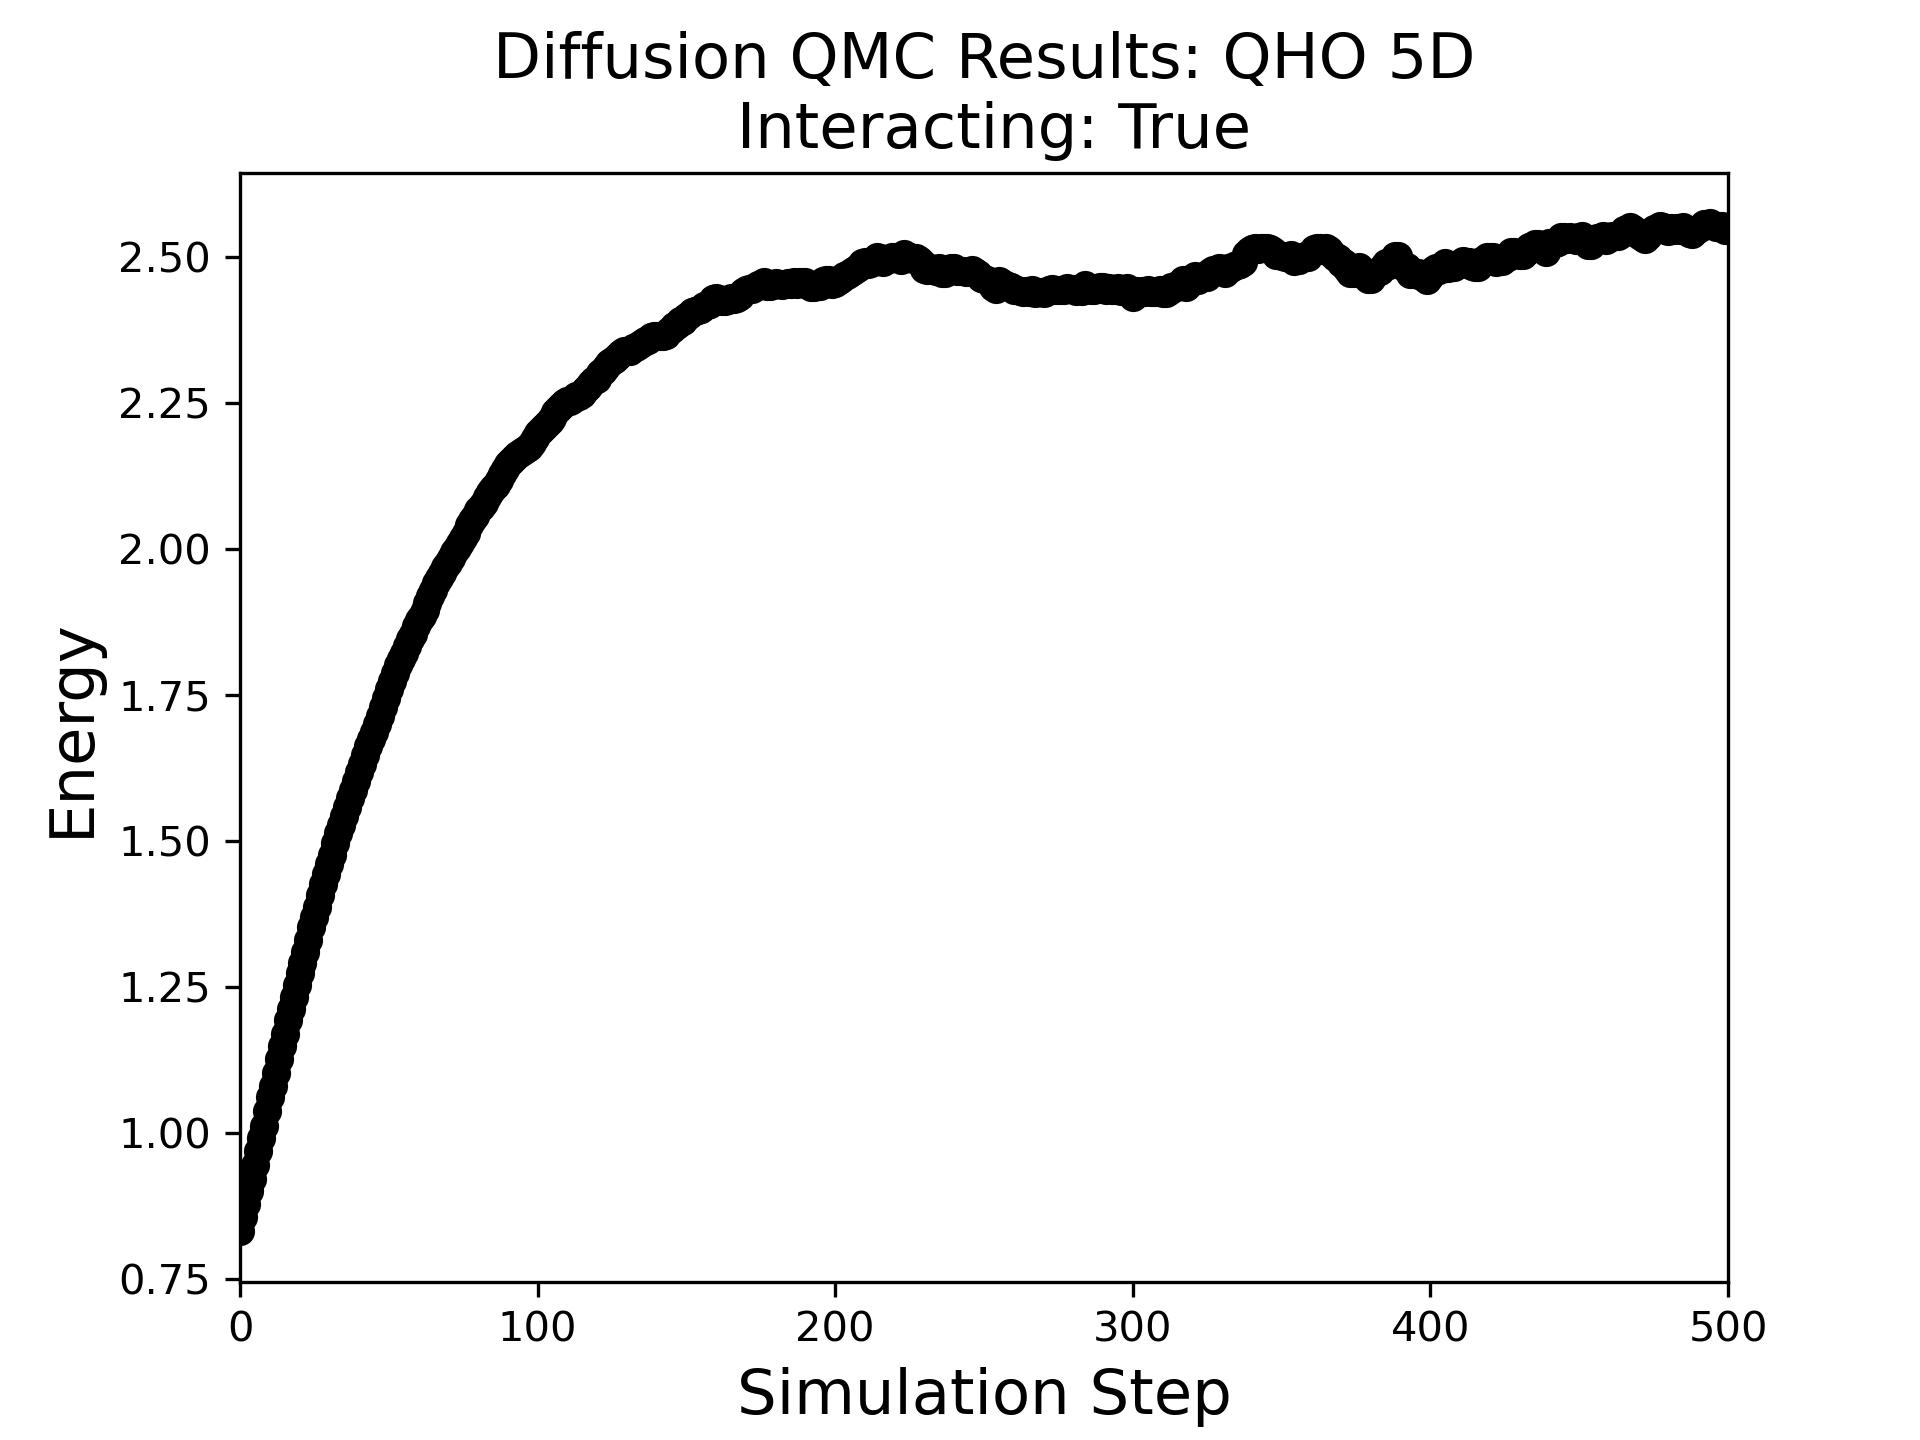 Diffusion QMC Results: QHO 5D
Interacting: True
Energy
2.50
2.25
2.00
1.75
1.50
1.25
1.00
0.75
0 100 200 300 400 500
Simulation Step